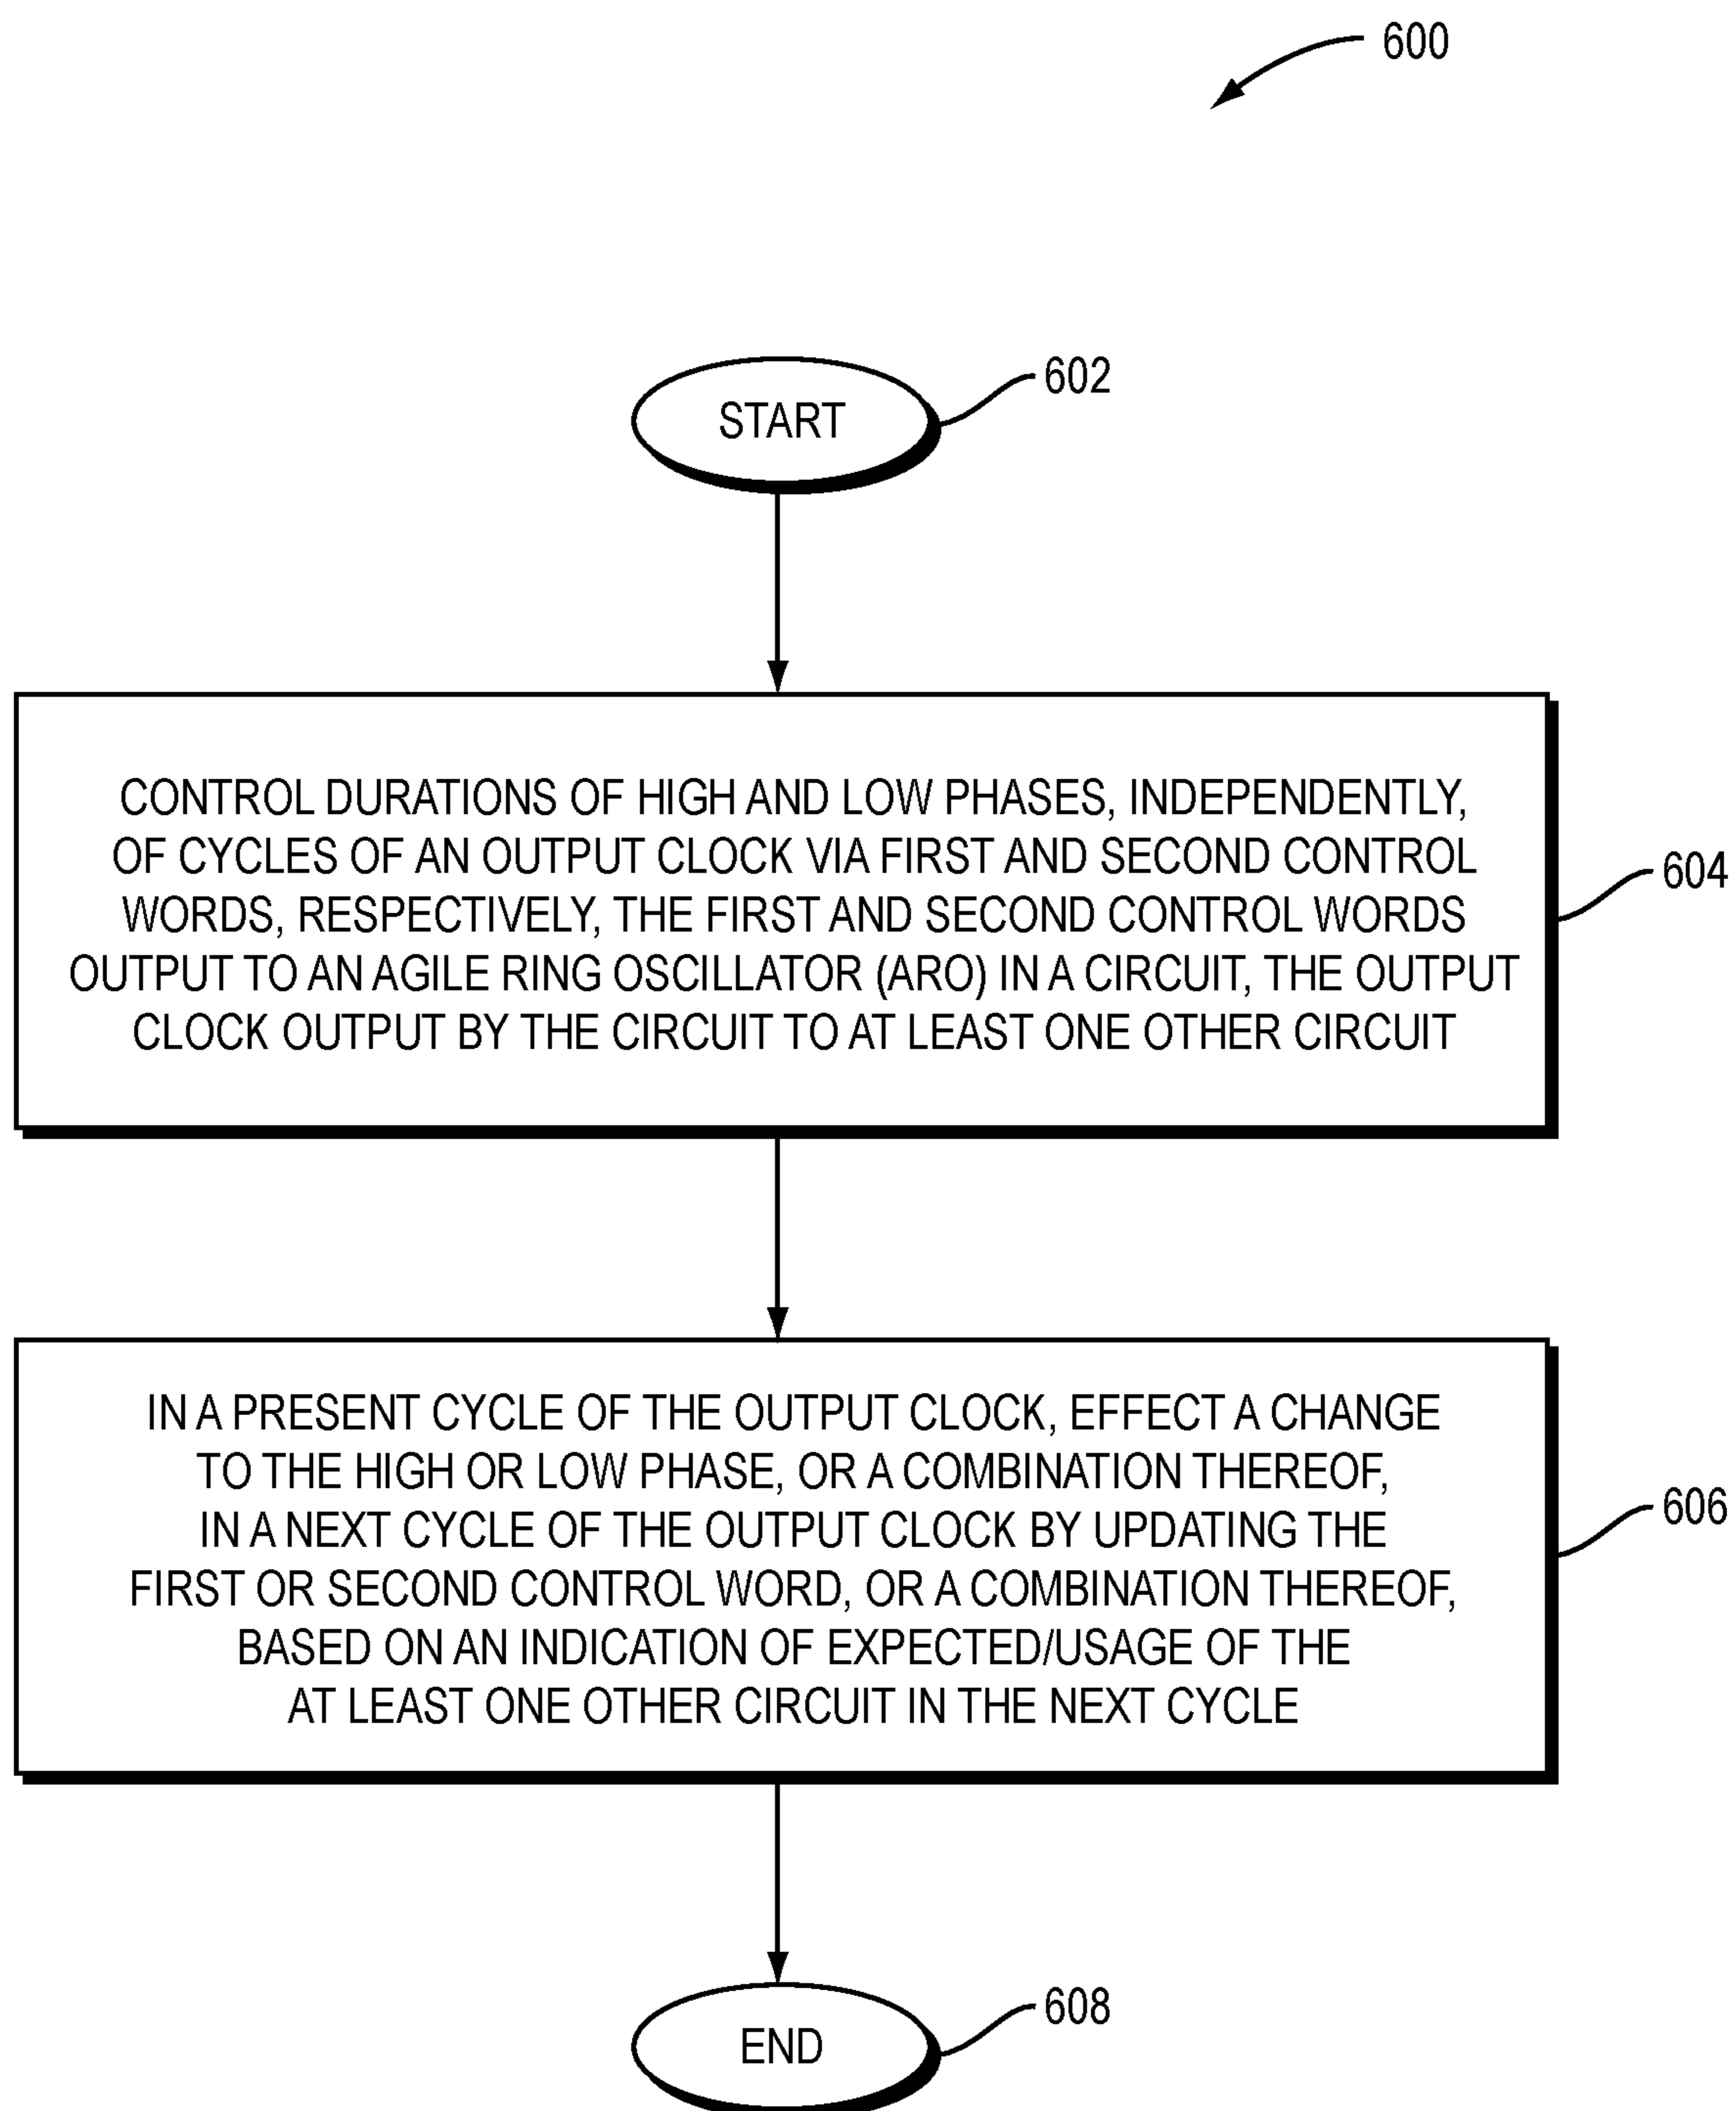 600
START
602
CONTROL DURATIONS OF HIGH AND LOW PHASES, INDEPENDENTLY,
OF CYCLES OF AN OUTPUT CLOCK VIA FIRST AND SECOND CONTROL
WORDS, RESPECTIVELY, THE FIRST AND SECOND CONTROL WORDS
OUTPUT TO AN AGILE RING OSCILLATOR (ARO) IN A CIRCUIT, THE OUTPUT
CLOCK OUTPUT BY THE CIRCUIT TO AT LEAST ONE OTHER CIRCUIT
604
IN A PRESENT CYCLE OF THE OUTPUT CLOCK, EFFECT A CHANGE
TO THE HIGH OR LOW PHASE, OR A COMBINATION THEREOF,
IN A NEXT CYCLE OF THE OUTPUT CLOCK BY UPDATING THE
FIRST OR SECOND CONTROL WORD, OR A COMBINATION THEREOF,
BASED ON AN INDICATION OF EXPECTED/USAGE OF THE
AT LEAST ONE OTHER CIRCUIT IN THE NEXT CYCLE
606
END
608